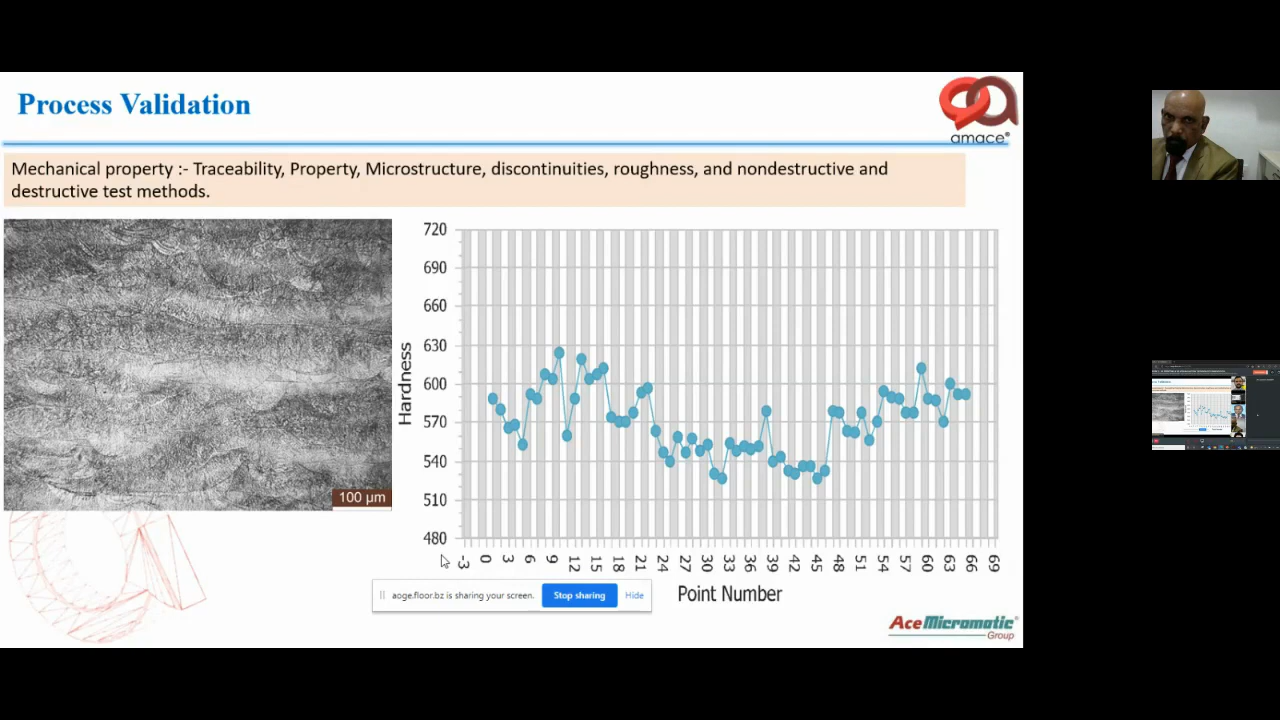 Process Validation
amace®
Mechanical property :- Traceability, Property, Microstructure, discontinuities, roughness, and nondestructive and
destructive test methods.
100 µm
Hardness
720
690
660
630
600
570
540
510
480
-3 0 3 6 9 12 15 18 21 24 27 30 33 36 39 42 45 48 51 54 57 60 63 66 69
Point Number
aoge.floor.bz is sharing your screen. Stop sharing Hide
AceMicromatic®
Group